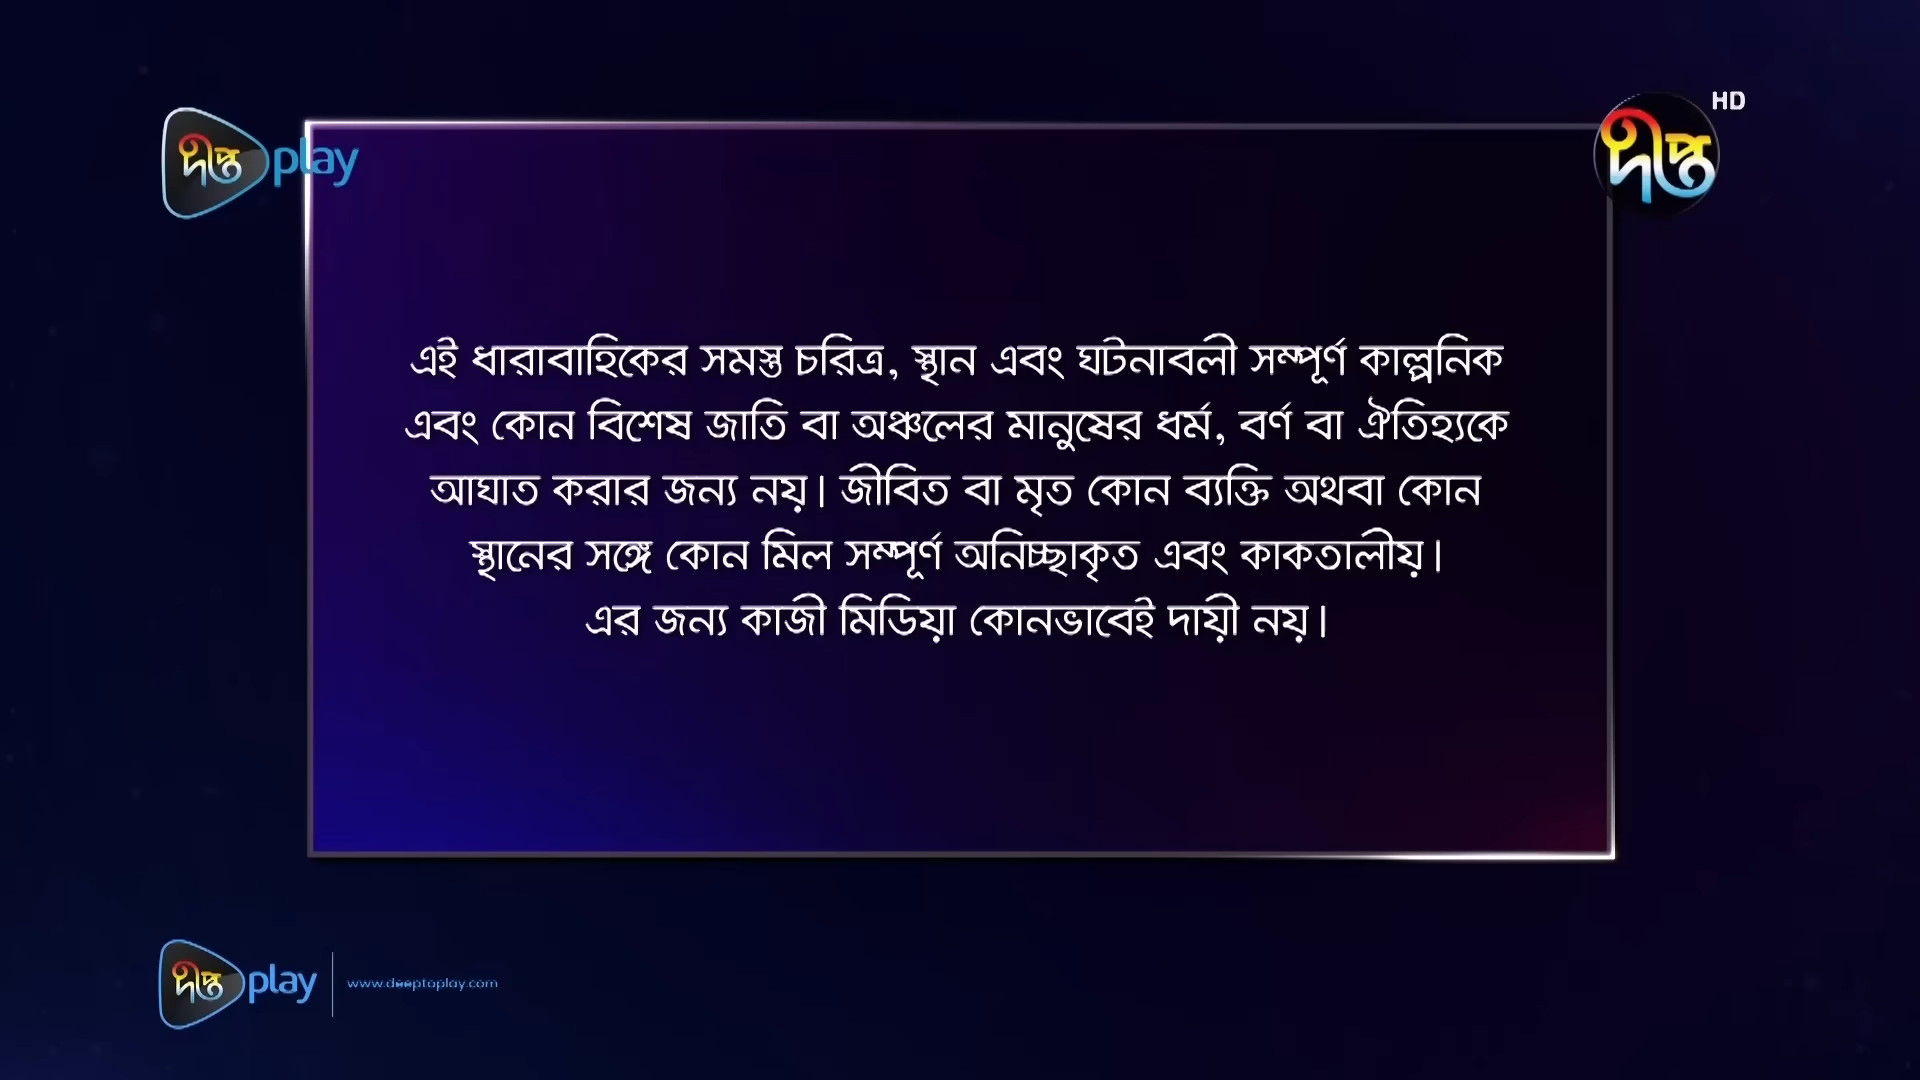 দীপ্ত play
HD
দীপ্ত
এই ধারাবাহিকের সমস্ত চরিত্র, স্থান এবং ঘটনাবলী সম্পূর্ণ কাল্পনিক
এবং কোন বিশেষ জাতি বা অঞ্চলের মানুষের ধর্ম, বর্ণ বা ঐতিহ্যকে
আঘাত করার জন্য নয়। জীবিত বা মৃত কোন ব্যক্তি অথবা কোন
স্থানের সঙ্গে কোন মিল সম্পূর্ণ অনিচ্ছাকৃত এবং কাকতালীয়।
এর জন্য কাজী মিডিয়া কোনভাবেই দায়ী নয়।
দীপ্ত play
www.deeptoplay.com